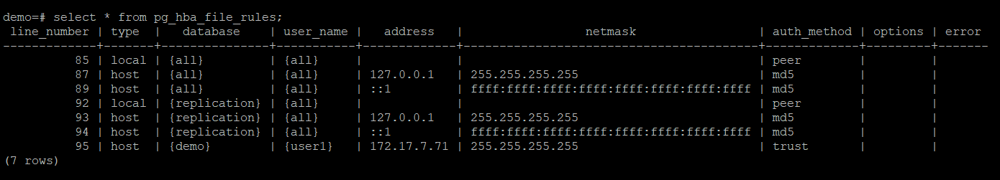 demo=# select * from pg_hba_file_rules;
 line_number | type  |   database    | user_name |   address   |                 netmask                 | auth_method | options | error
-------------+-------+---------------+-----------+-------------+-----------------------------------------+-------------+---------+-------
          85 | local | {all}         | {all}     |             |                                         | peer        |         |
          87 | host  | {all}         | {all}     | 127.0.0.1   | 255.255.255.255                         | md5         |         |
          89 | host  | {all}         | {all}     | ::1         | ffff:ffff:ffff:ffff:ffff:ffff:ffff:ffff | md5         |         |
          92 | local | {replication} | {all}     |             |                                         | peer        |         |
          93 | host  | {replication} | {all}     | 127.0.0.1   | 255.255.255.255                         | md5         |         |
          94 | host  | {replication} | {all}     | ::1         | ffff:ffff:ffff:ffff:ffff:ffff:ffff:ffff | md5         |         |
          95 | host  | {demo}        | {user1}   | 172.17.7.71 | 255.255.255.255                         | trust       |         |
(7 rows)